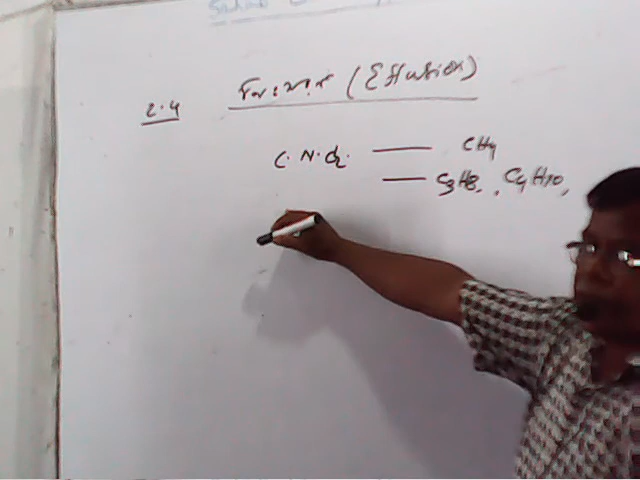 2.4 (Effusion)
C.N.G. — CH4
— C3H8, C4H10,